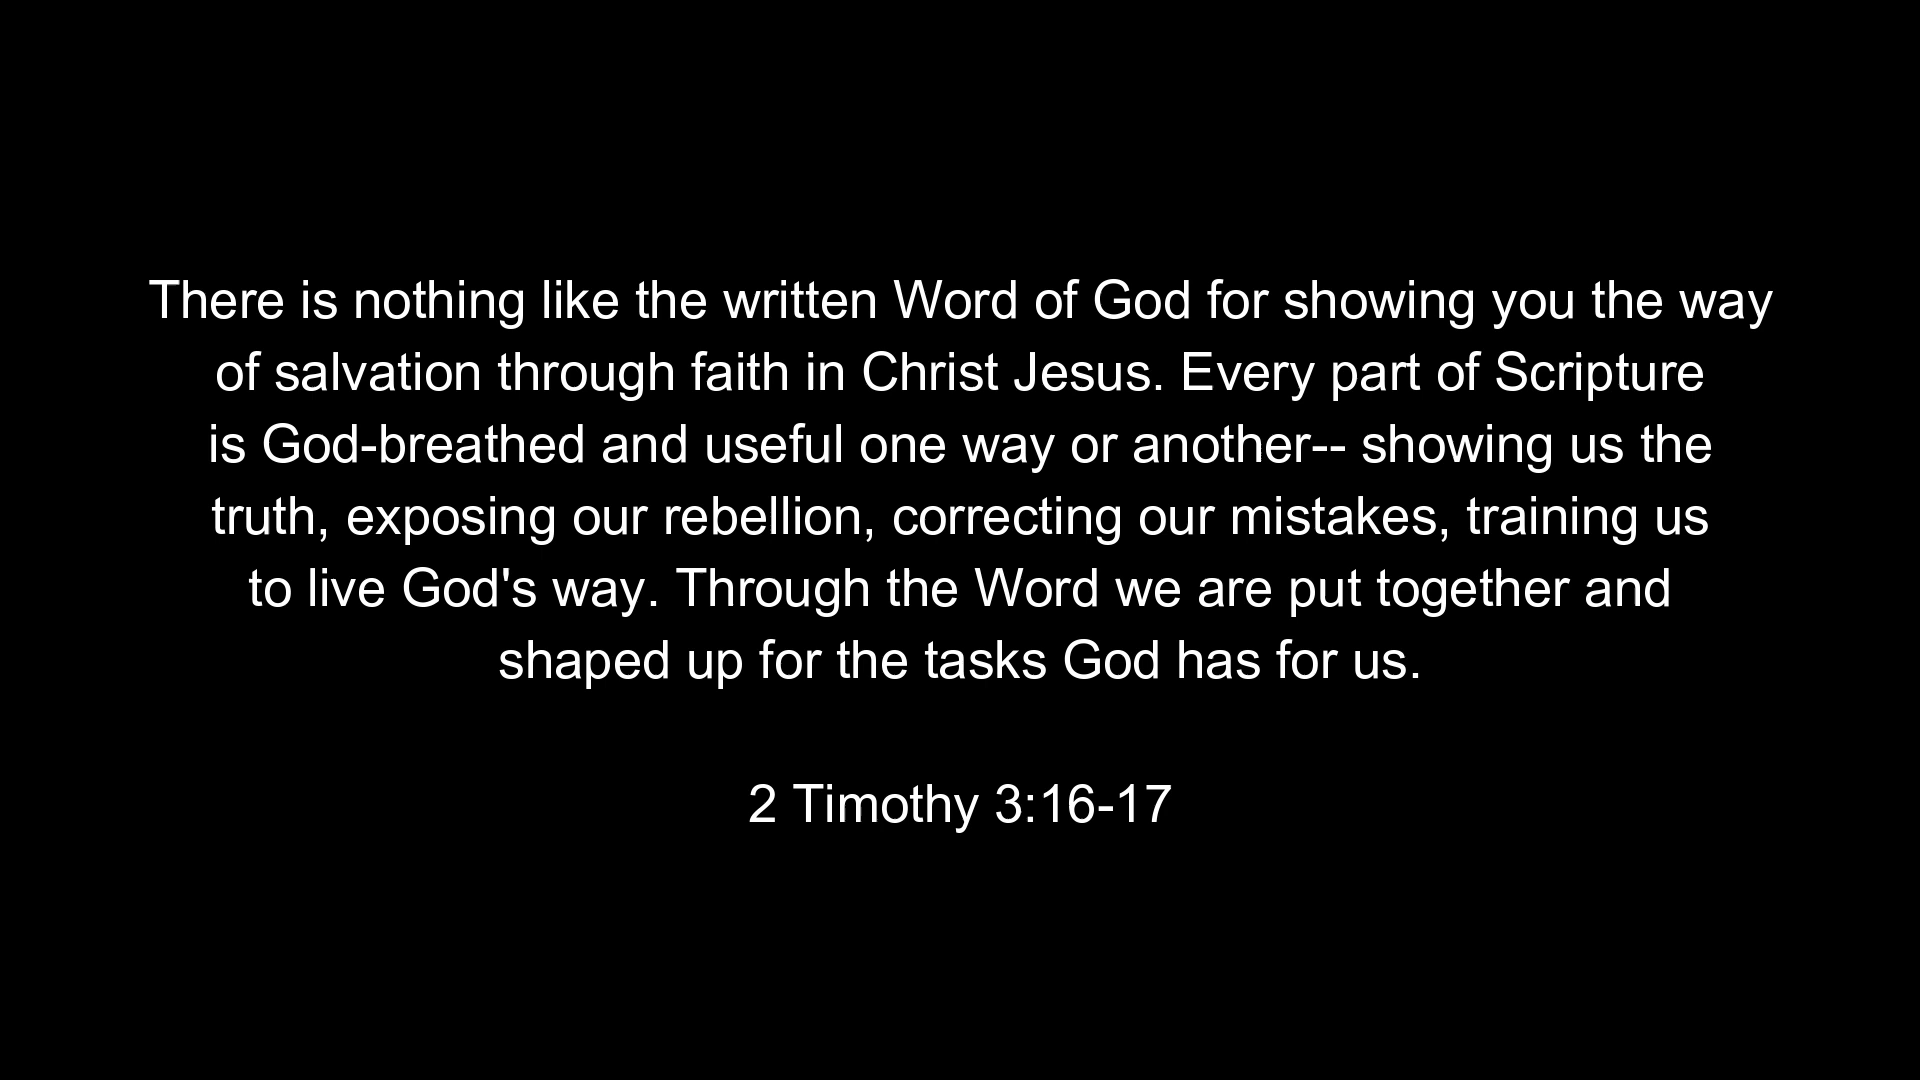 There is nothing like the written Word of God for showing you the way
of salvation through faith in Christ Jesus. Every part of Scripture
is God-breathed and useful one way or another-- showing us the
truth, exposing our rebellion, correcting our mistakes, training us
to live God's way. Through the Word we are put together and
shaped up for the tasks God has for us.
2 Timothy 3:16-17